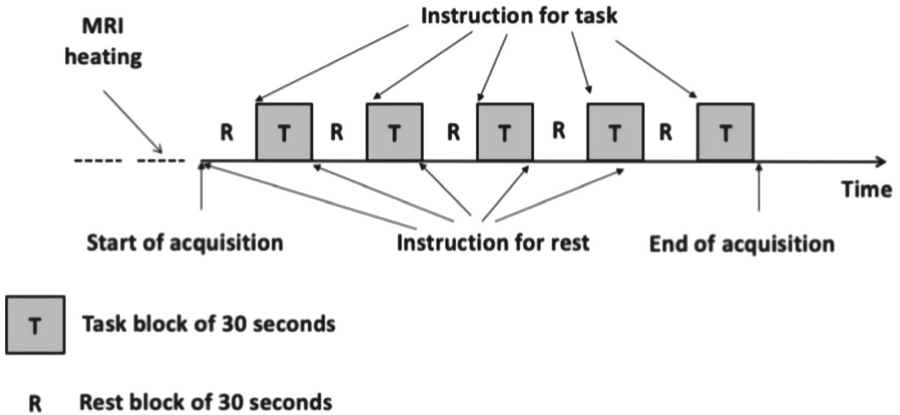 Instruction for task
MRI
heating
R T R T R T R T R T
Time
Start of acquisition Instruction for rest End of acquisition
T Task block of 30 seconds
R Rest block of 30 seconds